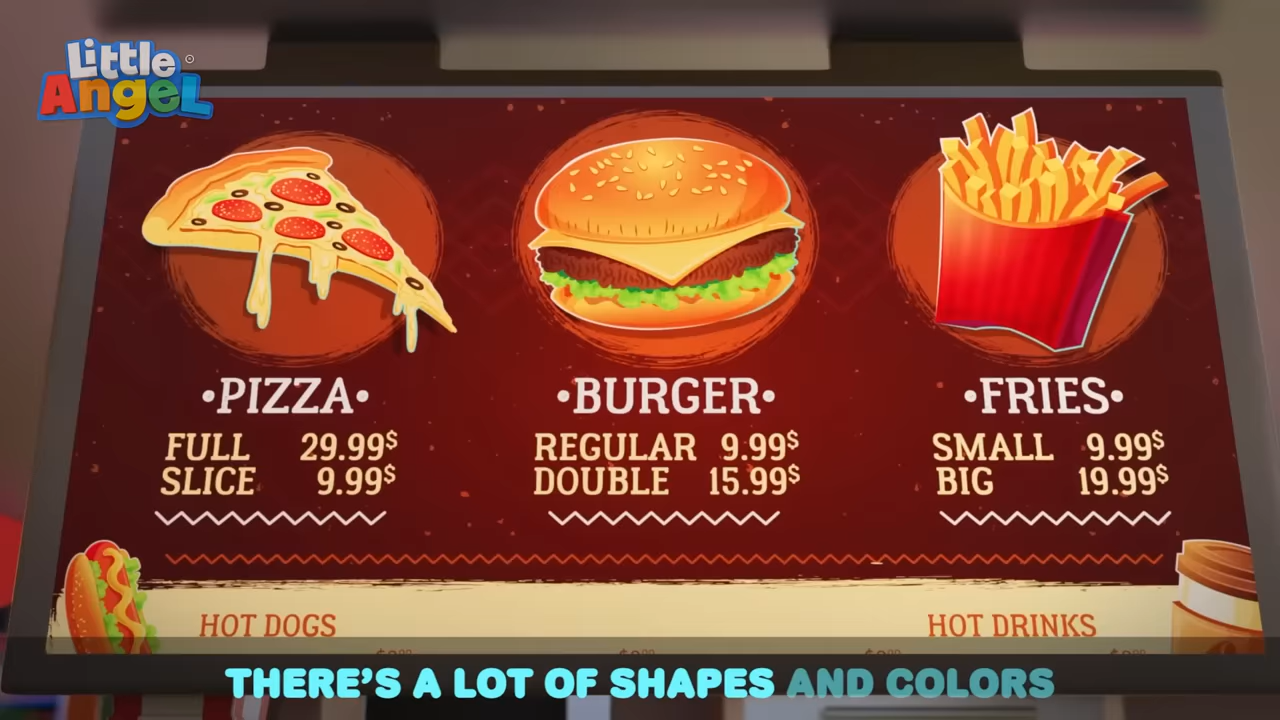 Little
Angel
•PIZZA•
FULL 29.99$
SLICE 9.99$
•BURGER•
REGULAR 9.99$
DOUBLE 15.99$
•FRIES•
SMALL 9.99$
BIG 19.99$
HOT DOGS
HOT DRINKS
THERE'S A LOT OF SHAPES AND COLORS